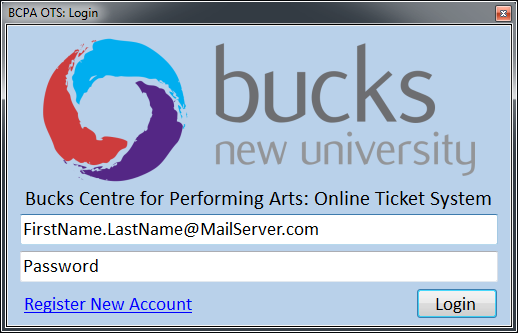 BCPA OTS: Login
bucks
new university
Bucks Centre for Performing Arts: Online Ticket System
FirstName.LastName@MailServer.com
Password
Register New Account
Login